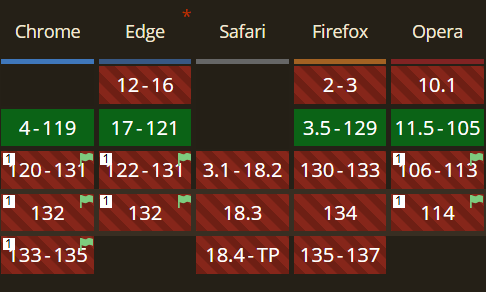 Chrome Edge * Safari Firefox Opera
12-16 2-3 10.1
4-119 17-121 3.5-129 11.5-105
1 120-131 1 122-131 3.1-18.2 130-133 1 106-113
1 132 1 132 18.3 134 1 114
1 133-135 18.4-TP 135-137